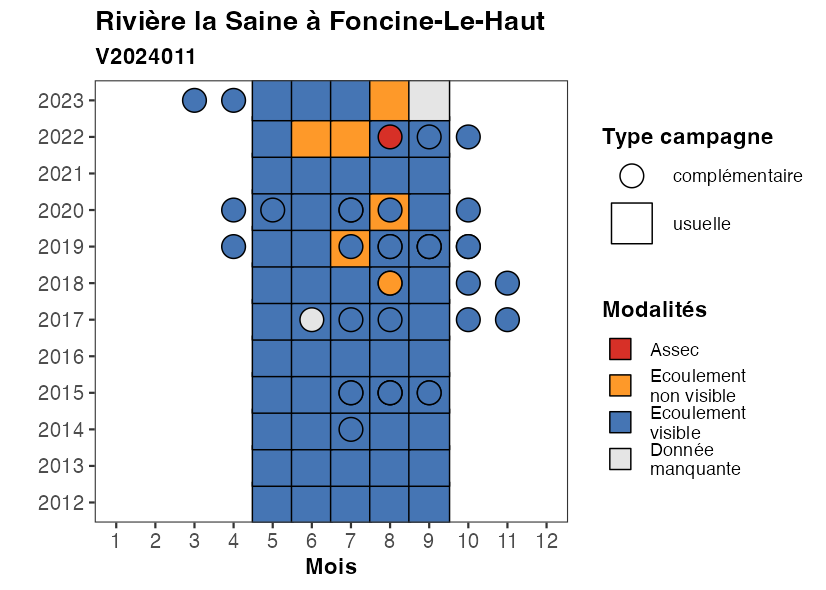 Rivière la Saine à Foncine-Le-Haut
V2024011
2023
2022
2021
2020
2019
2018
2017
2016
2015
2014
2013
2012
1 2 3 4 5 6 7 8 9 10 11 12
Mois
Type campagne
complémentaire
usuelle
Modalités
Assec
Ecoulement
non visible
Ecoulement
visible
Donnée
manquante